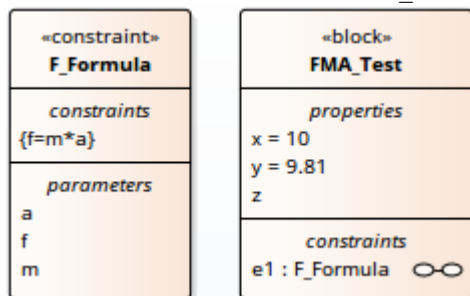 «constraint»
F_Formula
constraints
{f=m*a}
parameters
a
f
m
«block»
FMA_Test
properties
x = 10
y = 9.81
z
constraints
e1 : F_Formula